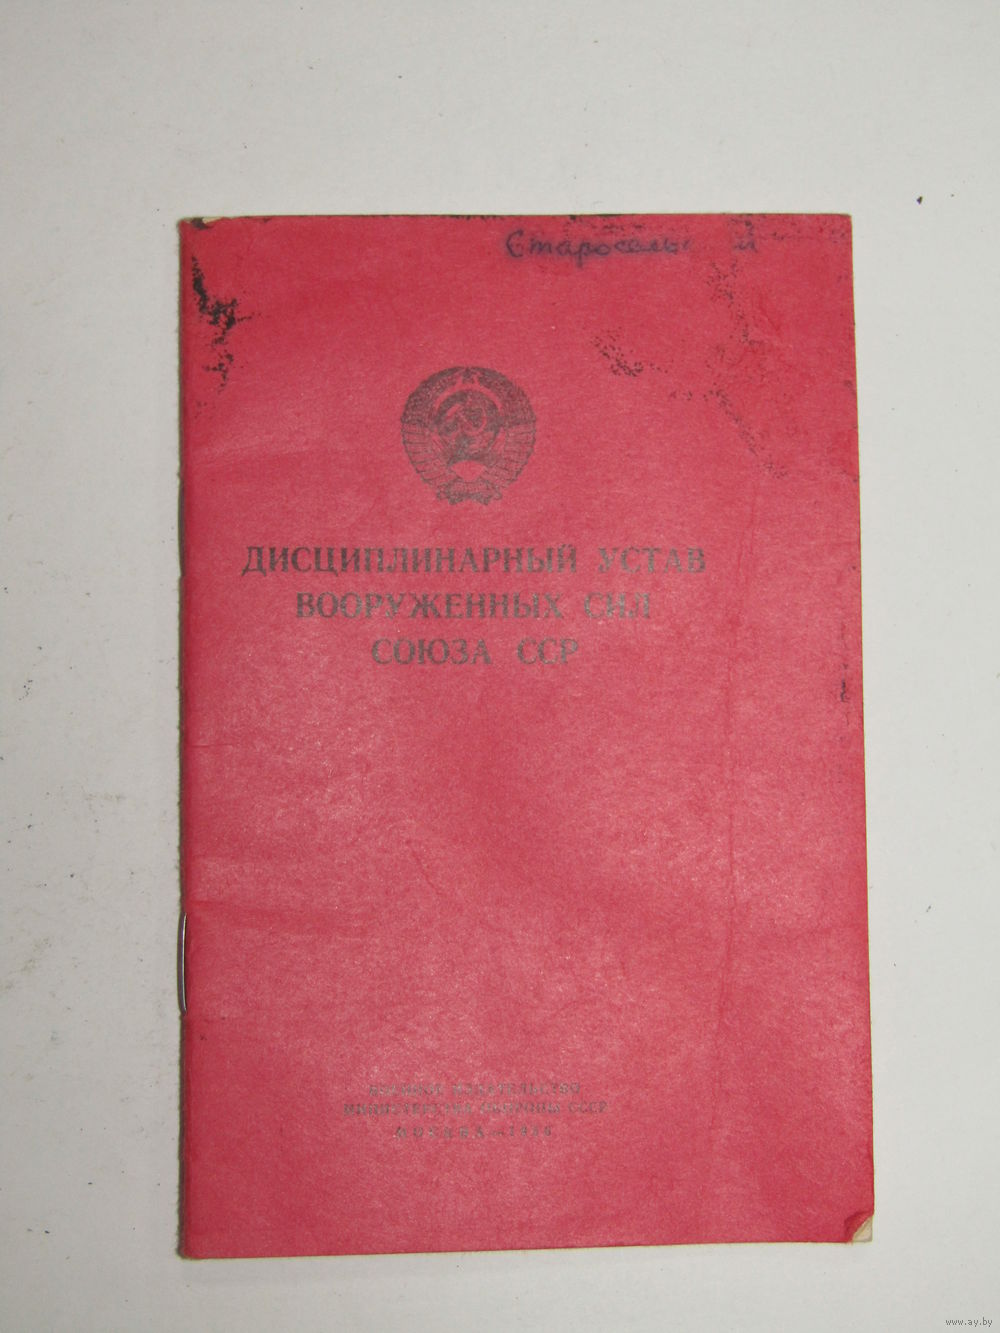 ДИСЦИПЛИНАРНЫЙ УСТАВ
ВООРУЖЕННЫХ СИЛ
СОЮЗА ССР
ВОЕННОЕ ИЗДАТЕЛЬСТВО
МИНИСТЕРСТВА ОБОРОНЫ СССР
МОСКВА —
www.ay.by